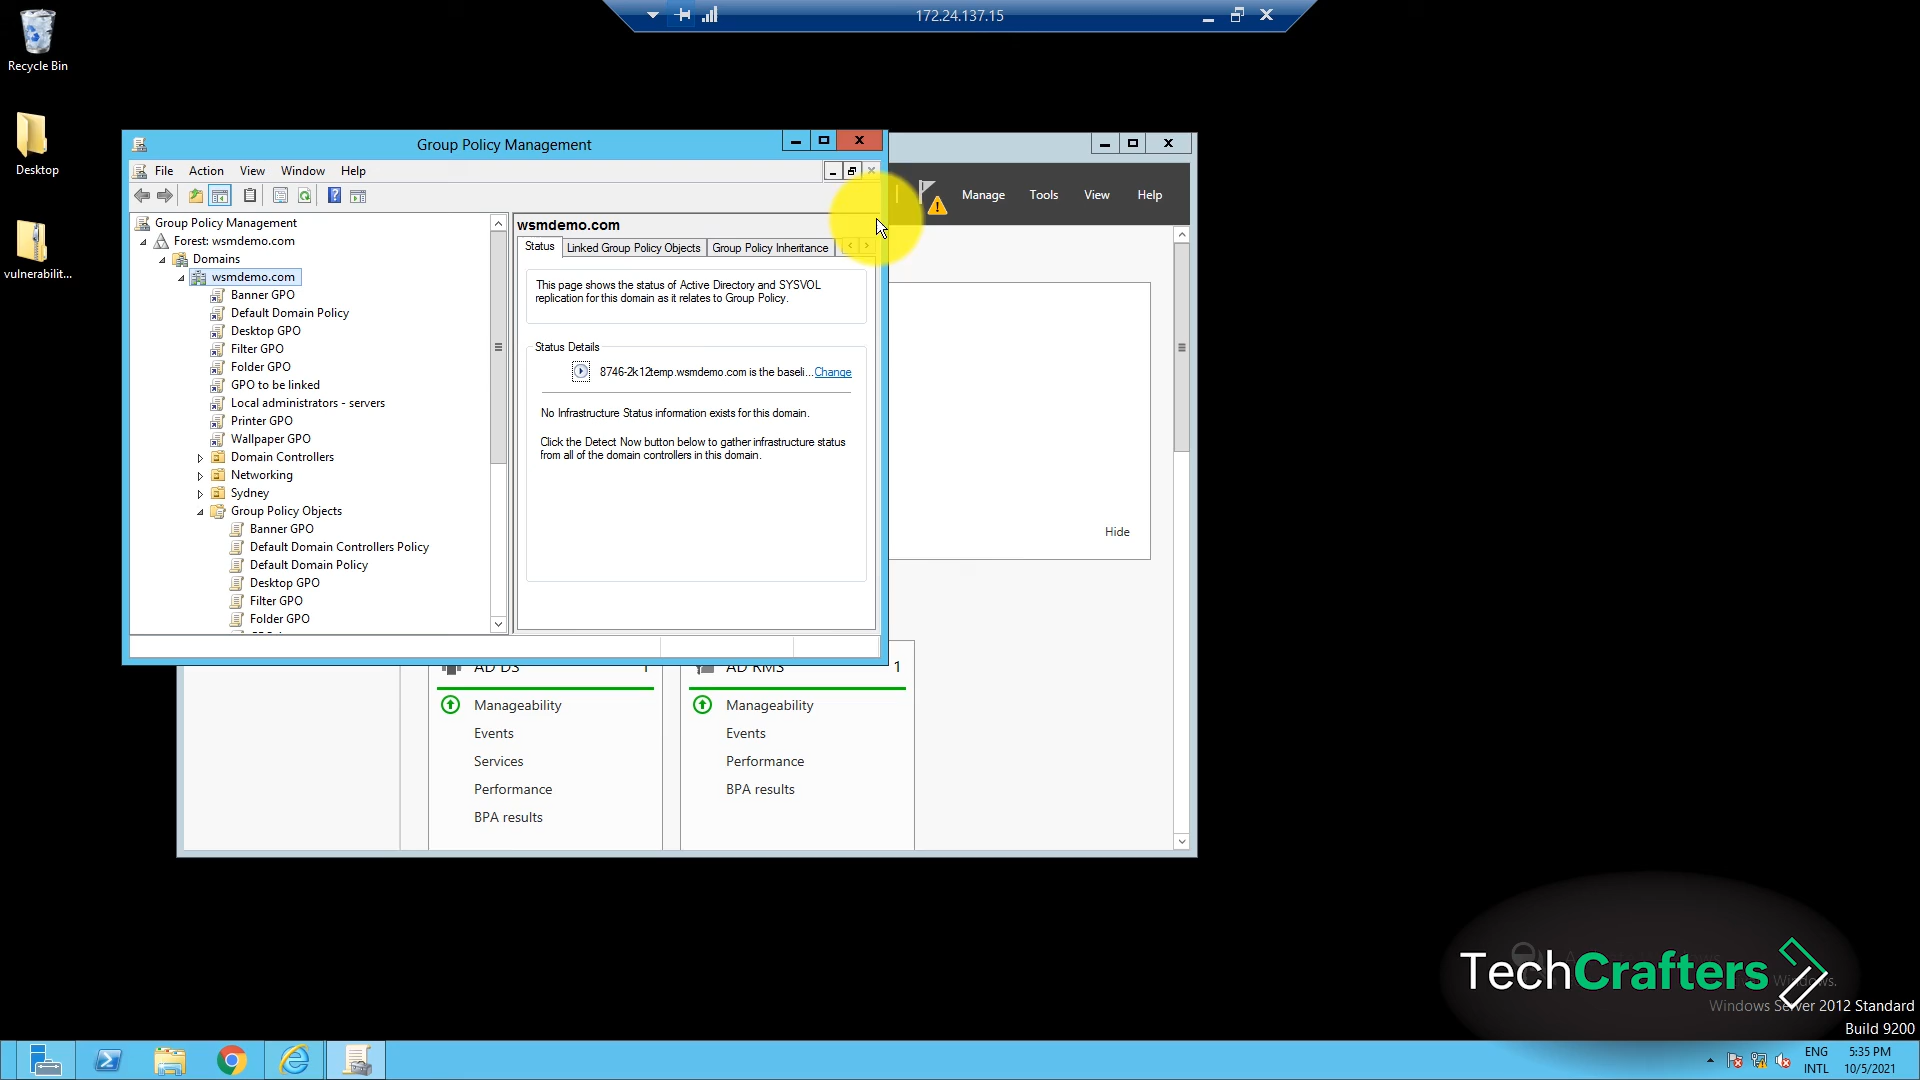 172.24.137.15
Recycle Bin
Desktop
vulnerabilit...
Group Policy Management
File Action View Window Help
Manage Tools View Help
Group Policy Management
Forest: wsmdemo.com
Domains
wsmdemo.com
Banner GPO
Default Domain Policy
Desktop GPO
Filter GPO
Folder GPO
GPO to be linked
Local administrators - servers
Printer GPO
Wallpaper GPO
Domain Controllers
Networking
Sydney
Group Policy Objects
Banner GPO
Default Domain Controllers Policy
Default Domain Policy
Desktop GPO
Filter GPO
Folder GPO
wsmdemo.com
Status Linked Group Policy Objects Group Policy Inheritance
This page shows the status of Active Directory and SYSVOL
replication for this domain as it relates to Group Policy.
Status Details
8746-2k12temp.wsmdemo.com is the baseli... Change
No Infrastructure Status information exists for this domain.
Click the Detect Now button below to gather infrastructure status
from all of the domain controllers in this domain.
Hide
AD DS 1
Manageability
Events
Services
Performance
BPA results
AD RMS 1
Manageability
Events
Performance
BPA results
TechCrafters
Windows Server 2012 Standard
Build 9200
ENG
INTL
5:35 PM
10/5/2021